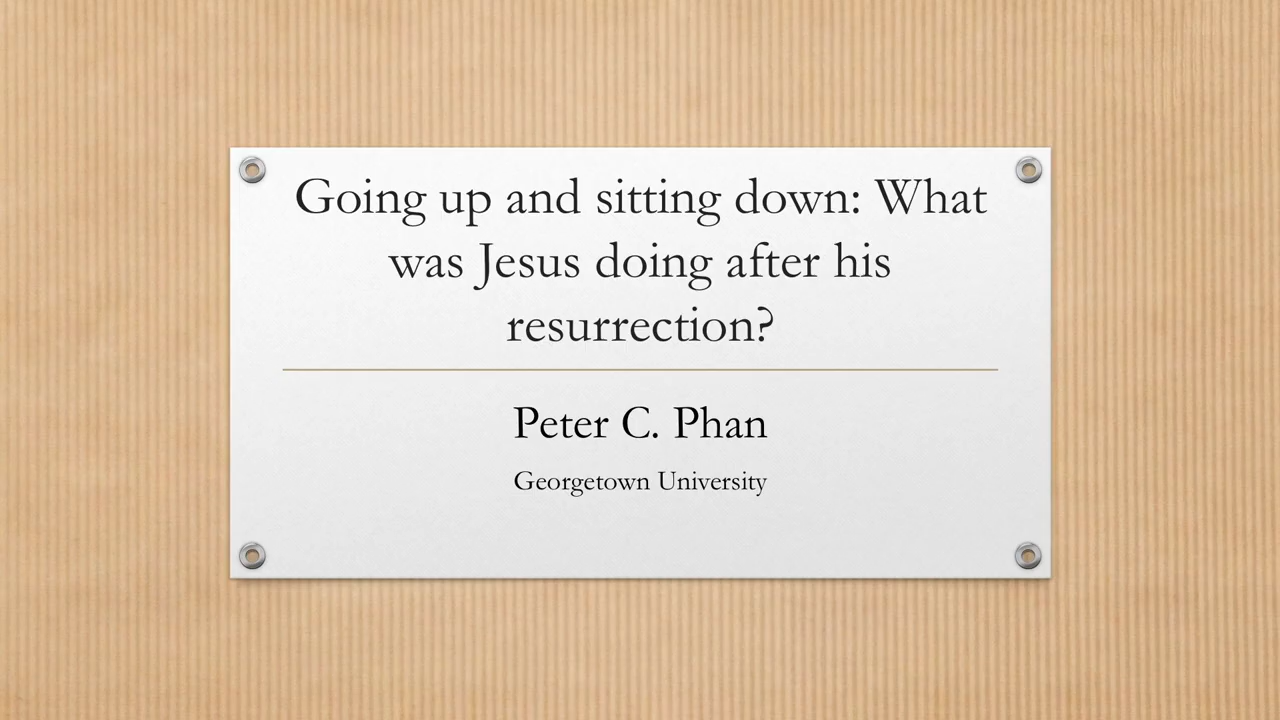 Going up and sitting down: What
was Jesus doing after his
resurrection?
Peter C. Phan
Georgetown University